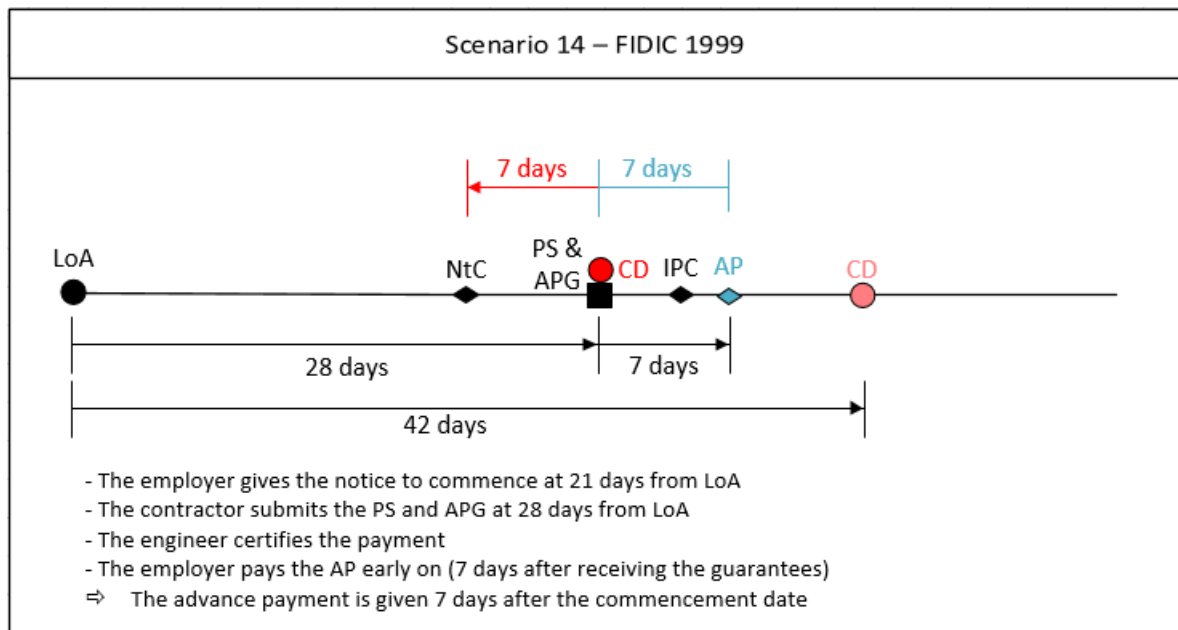 Scenario 14 – FIDIC 1999
7 days
7 days
LoA
NtC
PS &
APG
CD
IPC
AP
CD
28 days
7 days
42 days
- The employer gives the notice to commence at 21 days from LoA
- The contractor submits the PS and APG at 28 days from LoA
- The engineer certifies the payment
- The employer pays the AP early on (7 days after receiving the guarantees)
⇨ The advance payment is given 7 days after the commencement date